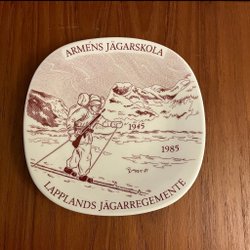 ARMENS JÄGARSKOLA
1945
1985
LAPPLANDS JÄGARREGEMENTE